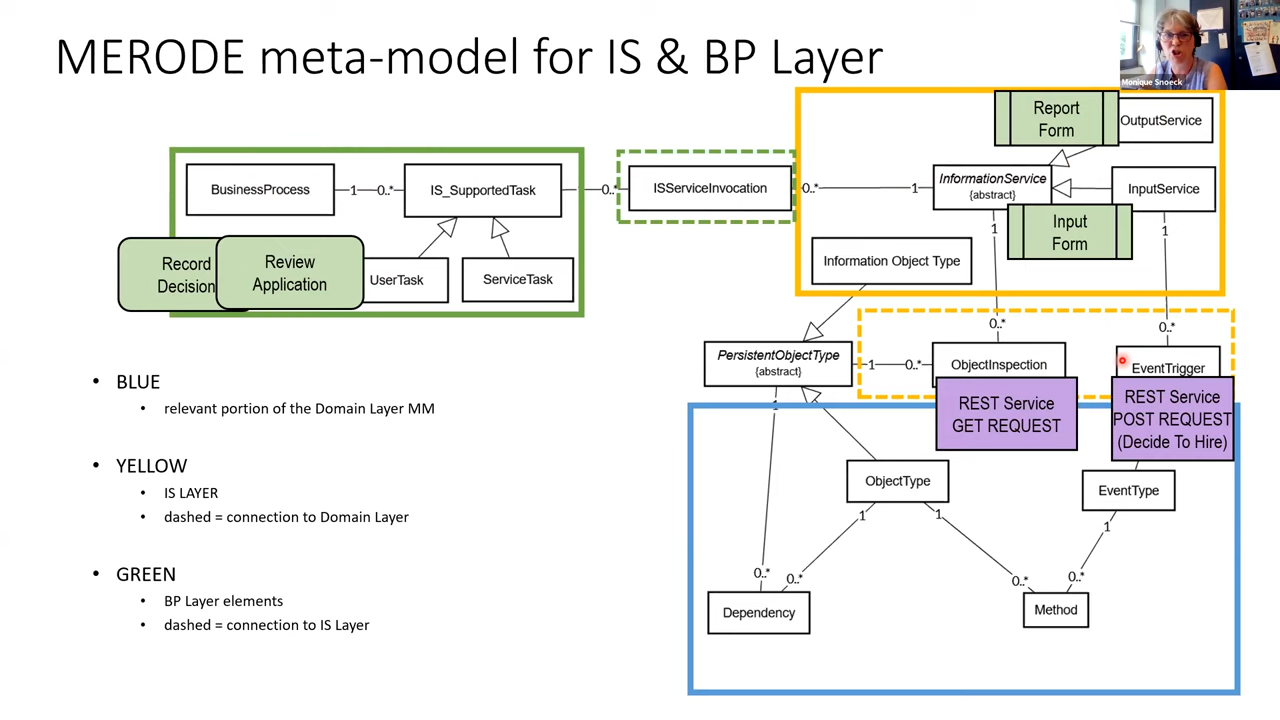 MERODE meta-model for IS & BP Layer
Monique Snoeck
Report
Form
OutputService
BusinessProcess
1
0..*
IS_SupportedTask
0..*
ISServiceInvocation
0..*
1
InformationService
{abstract}
InputService
1
1
Input
Form
Record
Decision
Review
Application
UserTask
ServiceTask
Information Object Type
0..*
0..*
PersistentObjectType
{abstract}
1
0..*
ObjectInspection
EventTrigger
REST Service
GET REQUEST
REST Service
POST REQUEST
(Decide To Hire)
1
• BLUE
• relevant portion of the Domain Layer MM
• YELLOW
• IS LAYER
• dashed = connection to Domain Layer
• GREEN
• BP Layer elements
• dashed = connection to IS Layer
ObjectType
EventType
1
1
1
0..*
0..*
0..*
0..*
Dependency
Method